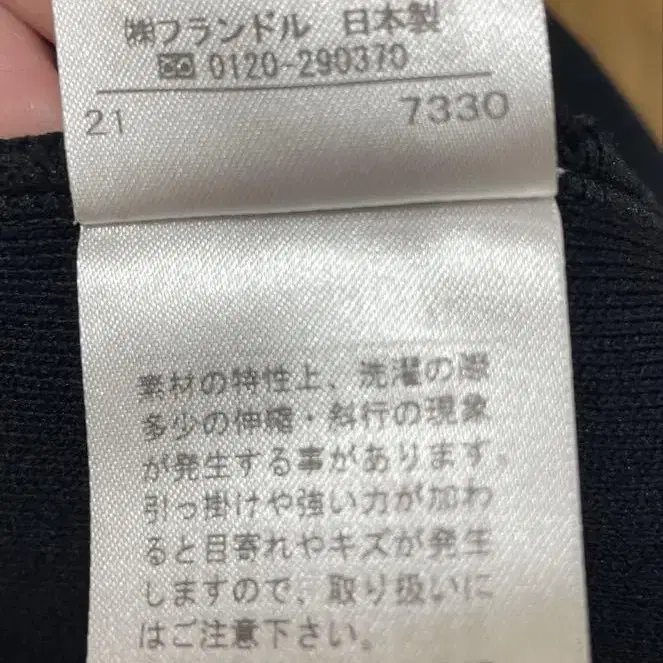 ㈱フランドル 日本製
0120-290370
21 7330
素材の特性上、洗濯の際
多少の伸縮・斜行の現象
が発生する事があります。
引っ掛けや強い力が加わ
ると目寄れやキズが発生
しますので、取り扱いに
はご注意下さい。